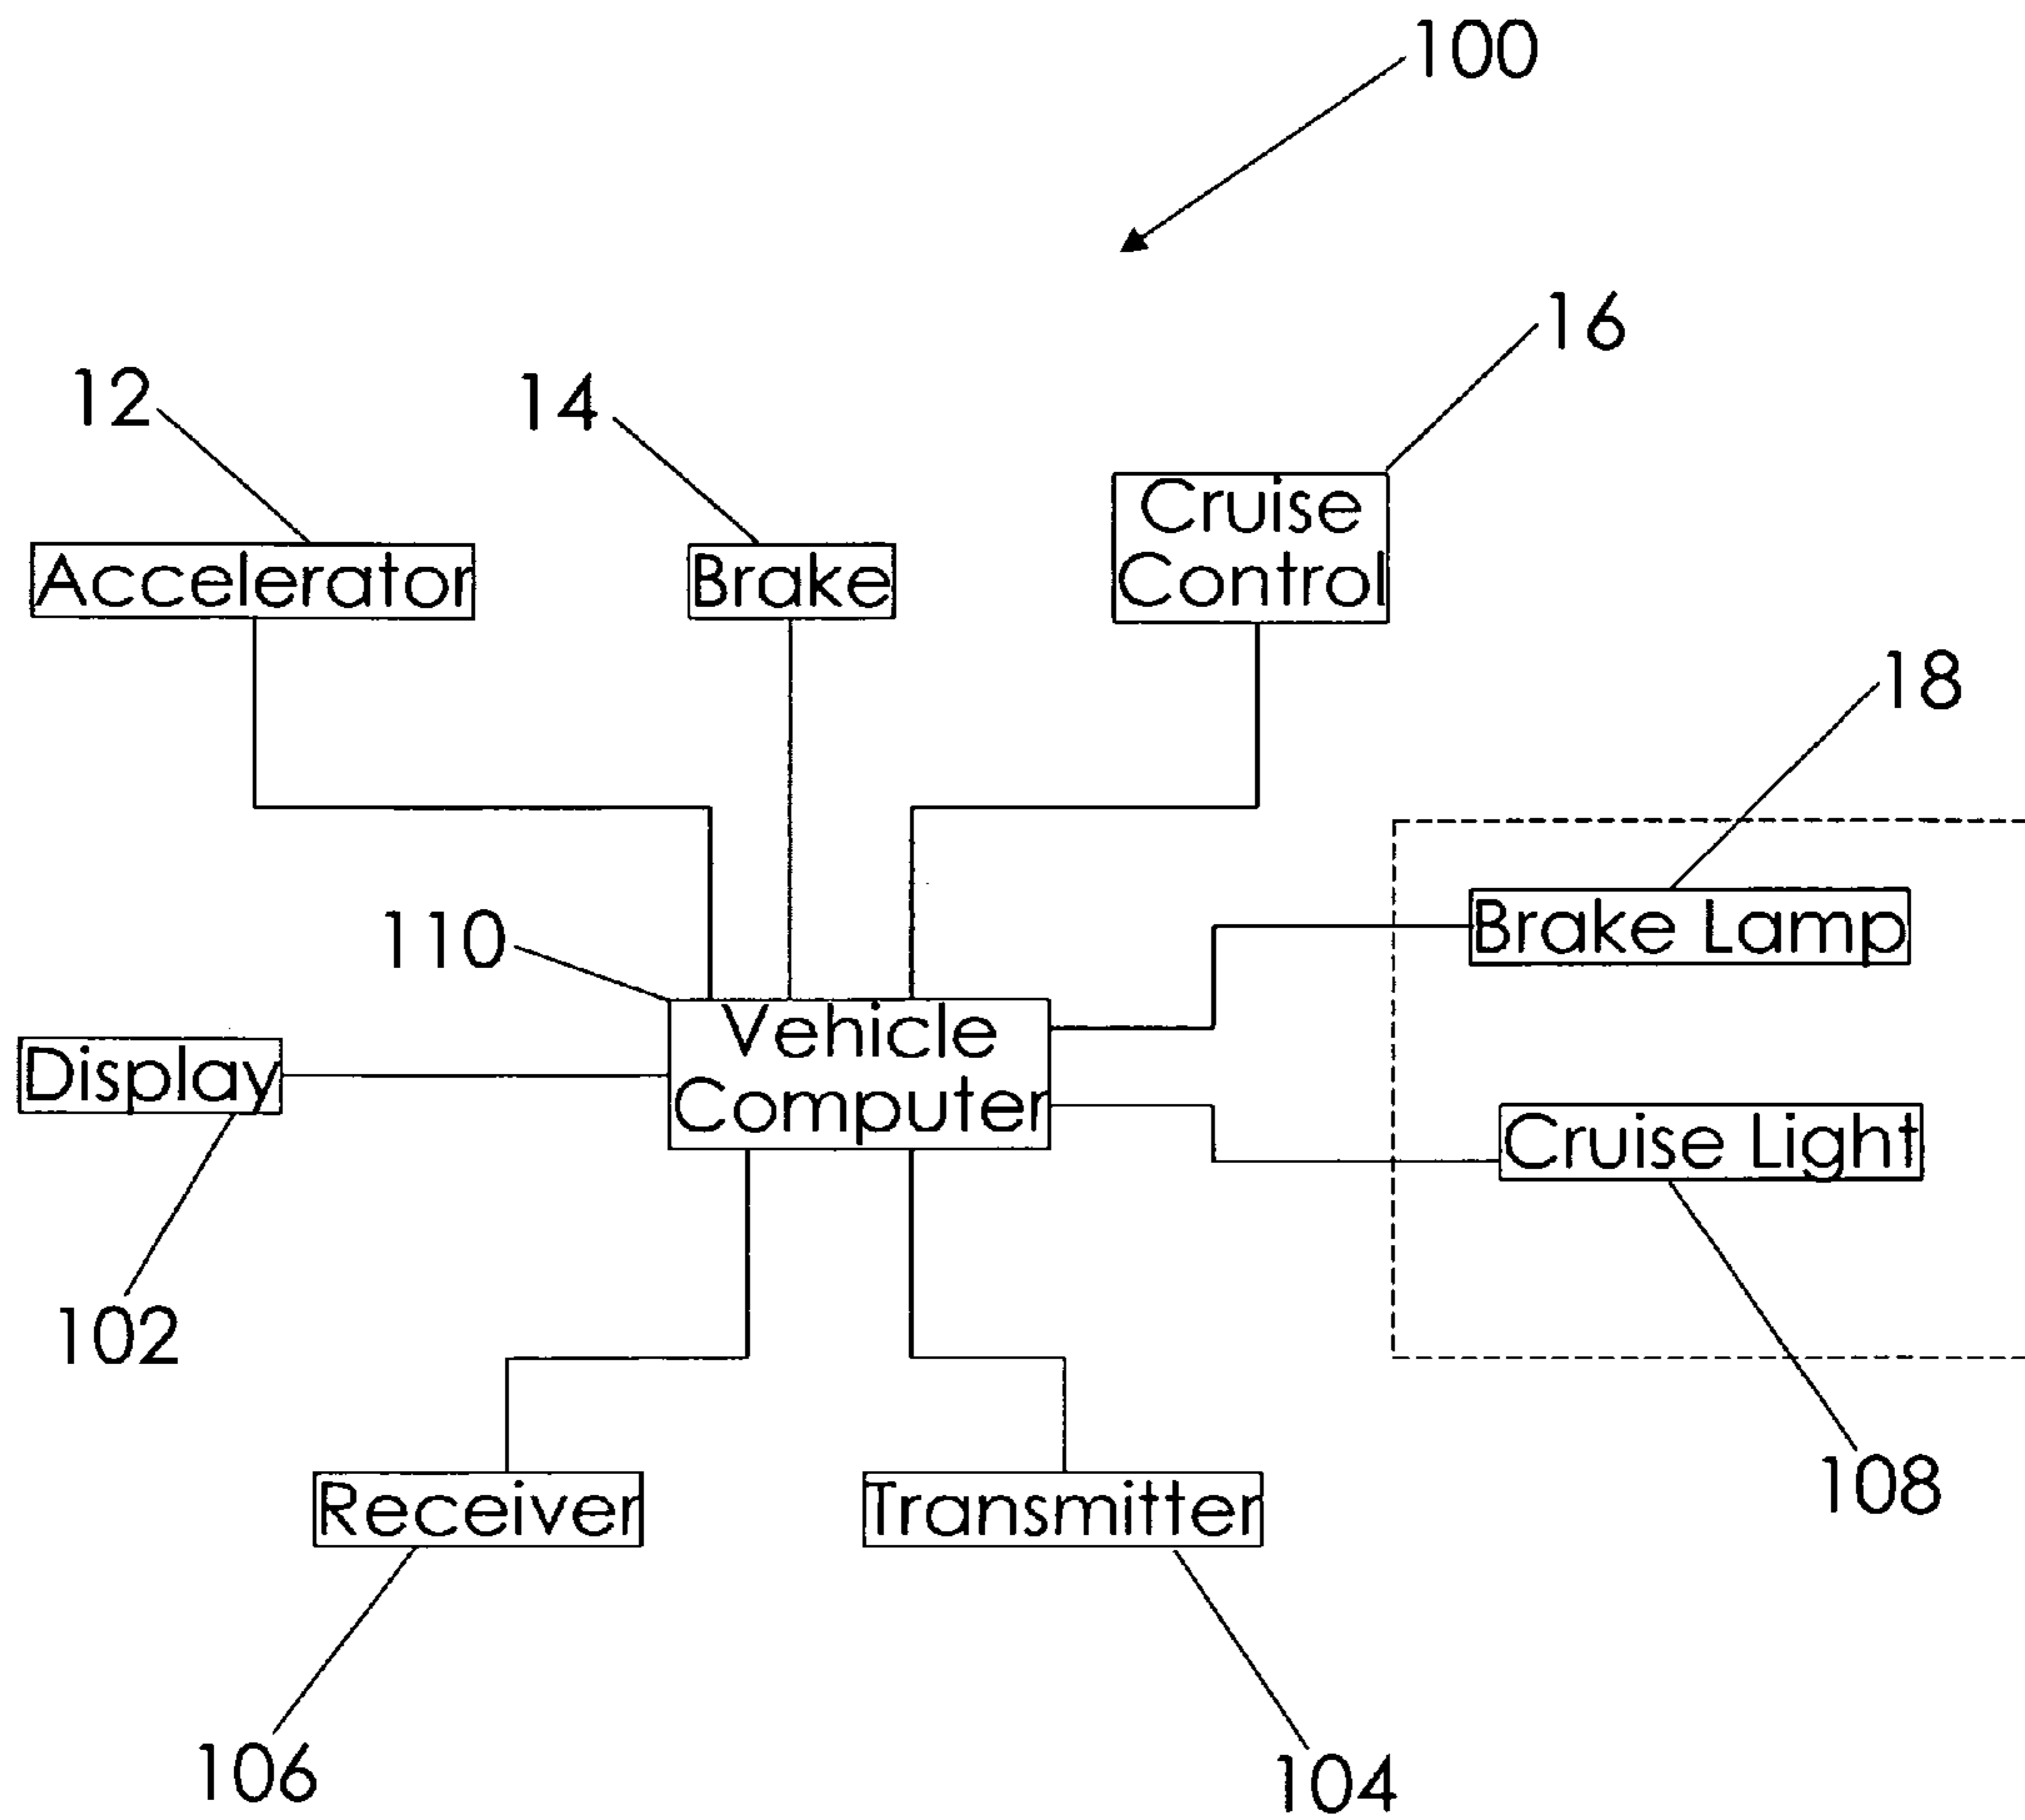 100
16
12
14
Cruise
Control
Accelerator
Brake
18
110
Brake Lamp
Vehicle
Computer
Display
Cruise Light
102
108
Receiver
Transmitter
106
104